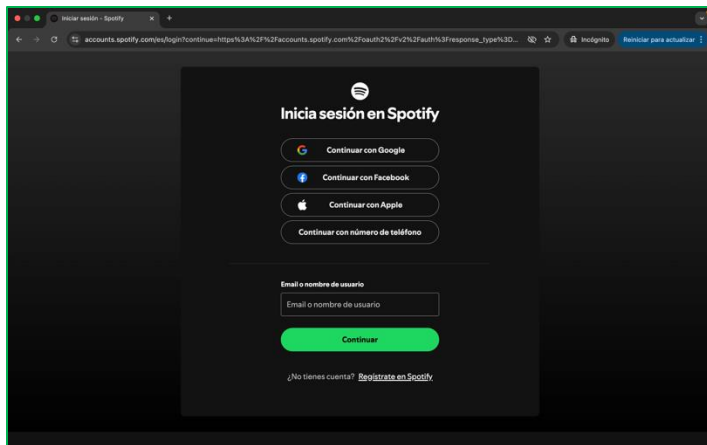 Iniciar sesión - Spotify
accounts.spotify.com/es/login?continue=https%3A%2F%2Faccounts.spotify.com%2Foauth2%2Fv2%2Fauth%3Fresponse_type%3D...
Incógnito
Reiniciar para actualizar
Inicia sesión en Spotify
Continuar con Google
Continuar con Facebook
Continuar con Apple
Continuar con número de teléfono
Email o nombre de usuario
Email o nombre de usuario
Continuar
¿No tienes cuenta? Regístrate en Spotify